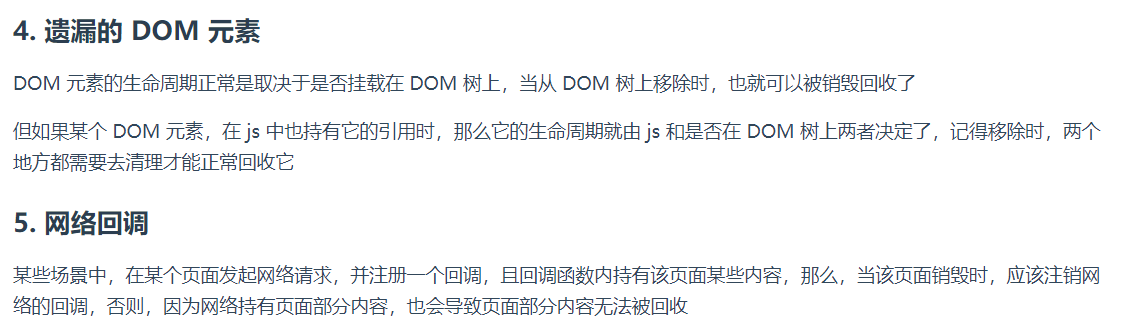 4. 遗漏的 DOM 元素
DOM 元素的生命周期正常是取决于是否挂载在 DOM 树上，当从 DOM 树上移除时，也就可以被销毁回收了
但如果某个 DOM 元素，在 js 中也持有它的引用时，那么它的生命周期就由 js 和是否在 DOM 树上两者决定了，记得移除时，两个
地方都需要去清理才能正常回收它
5. 网络回调
某些场景中，在某个页面发起网络请求，并注册一个回调，且回调函数内持有该页面某些内容，那么，当该页面销毁时，应该注销网
络的回调，否则，因为网络持有页面部分内容，也会导致页面部分内容无法被回收